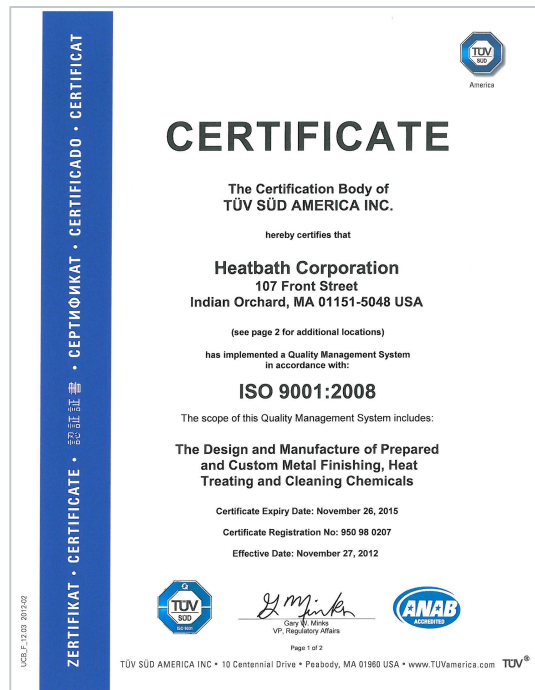 TÜV
SÜD
America
CERTIFICATE
The Certification Body of
TÜV SÜD AMERICA INC.
hereby certifies that
Heatbath Corporation
107 Front Street
Indian Orchard, MA 01151-5048 USA
(see page 2 for additional locations)
has implemented a Quality Management System
in accordance with:
ISO 9001:2008
The scope of this Quality Management System includes:
The Design and Manufacture of Prepared
and Custom Metal Finishing, Heat
Treating and Cleaning Chemicals
Certificate Expiry Date: November 26, 2015
Certificate Registration No: 950 98 0207
Effective Date: November 27, 2012
TÜV
SÜD
ISO 9001
Gary W. Minks
VP, Regulatory Affairs
ANAB
ACCREDITED
Page 1 of 2
TÜV SÜD AMERICA INC • 10 Centennial Drive • Peabody, MA 01960 USA • www.TUVamerica.com TÜV®
ZERTIFIKAT • CERTIFICATE • 認証証書 • СЕРТИФИКАТ • CERTIFICADO • CERTIFICAT
UCB_F_12.03 2012-02